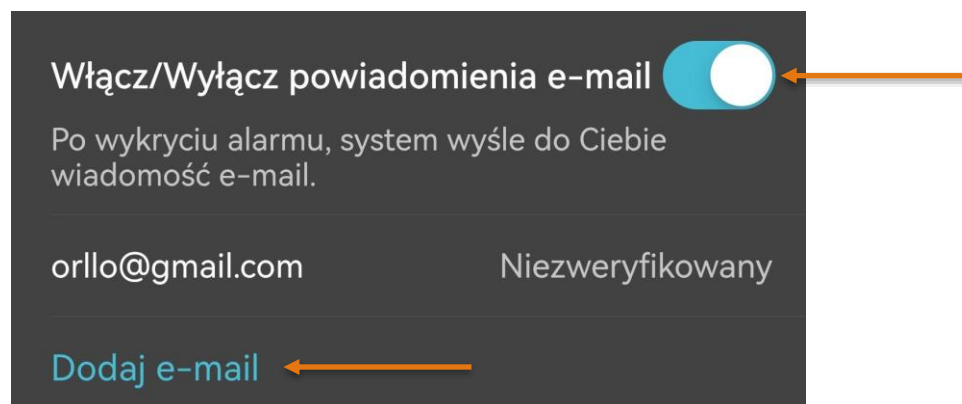 Włącz/Wyłącz powiadomienia e-mail
Po wykryciu alarmu, system wyśle do Ciebie
wiadomość e-mail.
orllo@gmail.com Niezweryfikowany
Dodaj e-mail